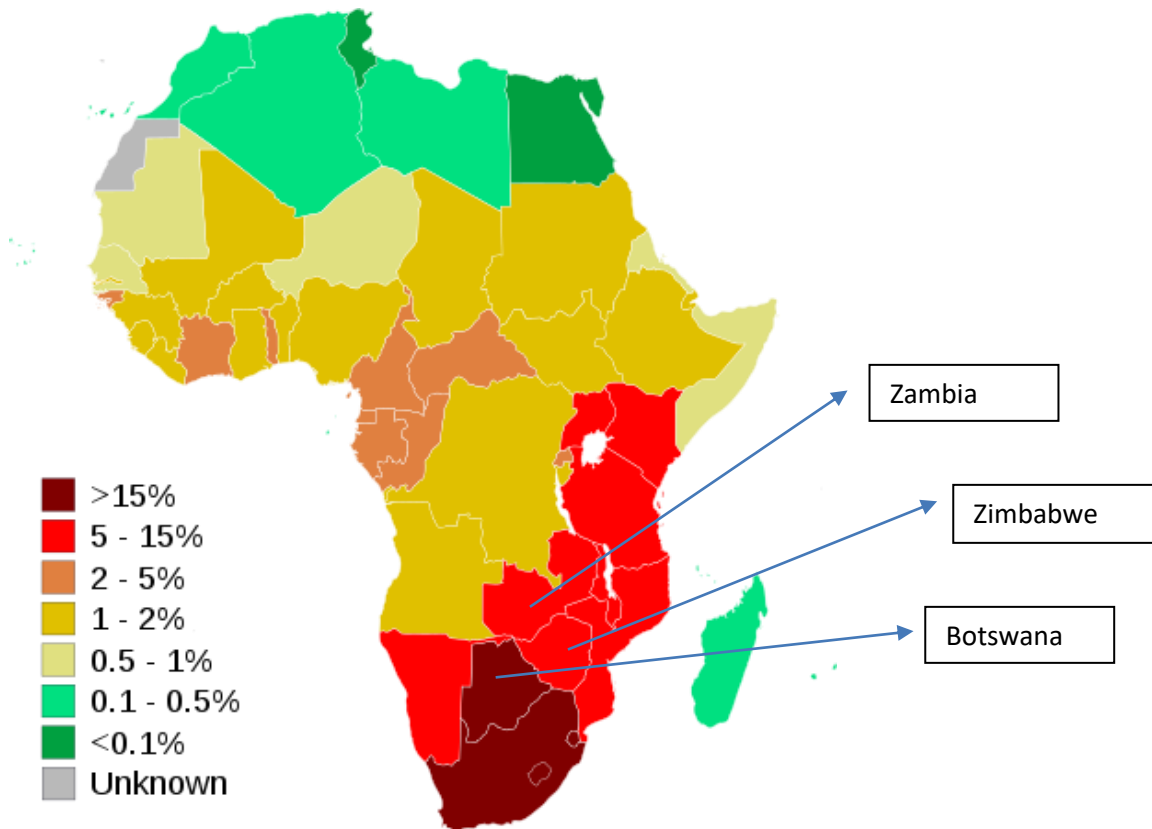 Zambia
Zimbabwe
Botswana
>15%
5 - 15%
2 - 5%
1 - 2%
0.5 - 1%
0.1 - 0.5%
<0.1%
Unknown